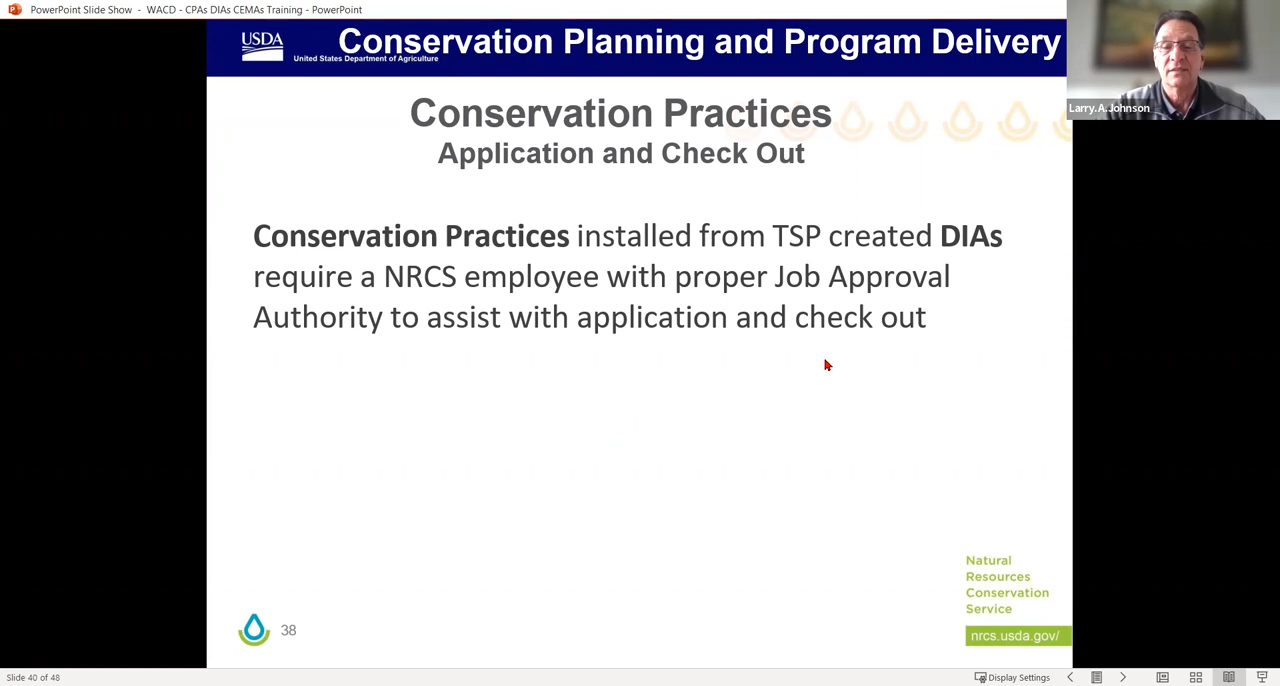 PowerPoint Slide Show - WACD - CPAs DIAs CEMAs Training - PowerPoint
USDA
United States Department of Agriculture
Conservation Planning and Program Delivery
Larry.A.Johnson
Conservation Practices
Application and Check Out
Conservation Practices installed from TSP created DIAs
require a NRCS employee with proper Job Approval
Authority to assist with application and check out
Natural
Resources
Conservation
Service
nrcs.usda.gov/
38
Slide 40 of 48
Display Settings